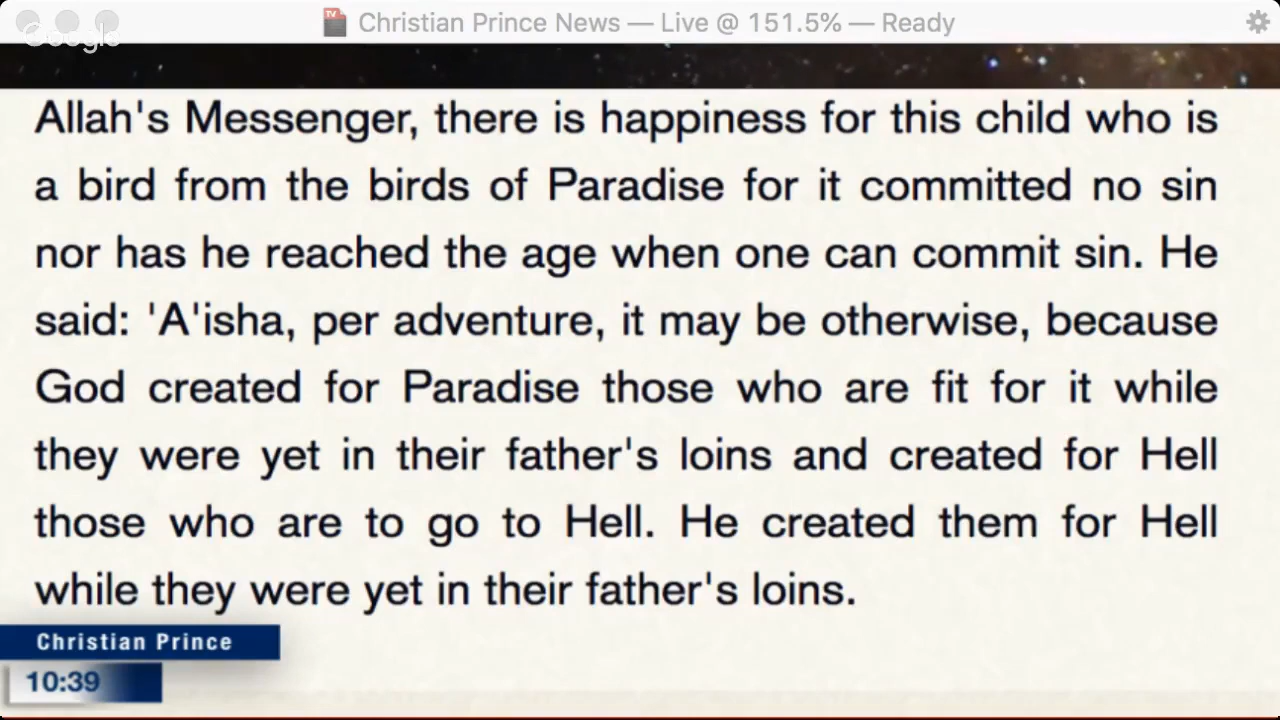 Christian Prince News — Live @ 151.5% — Ready
Google
Allah's Messenger, there is happiness for this child who is
a bird from the birds of Paradise for it committed no sin
nor has he reached the age when one can commit sin. He
said: 'A'isha, per adventure, it may be otherwise, because
God created for Paradise those who are fit for it while
they were yet in their father's loins and created for Hell
those who are to go to Hell. He created them for Hell
while they were yet in their father's loins.
Christian Prince
10:39